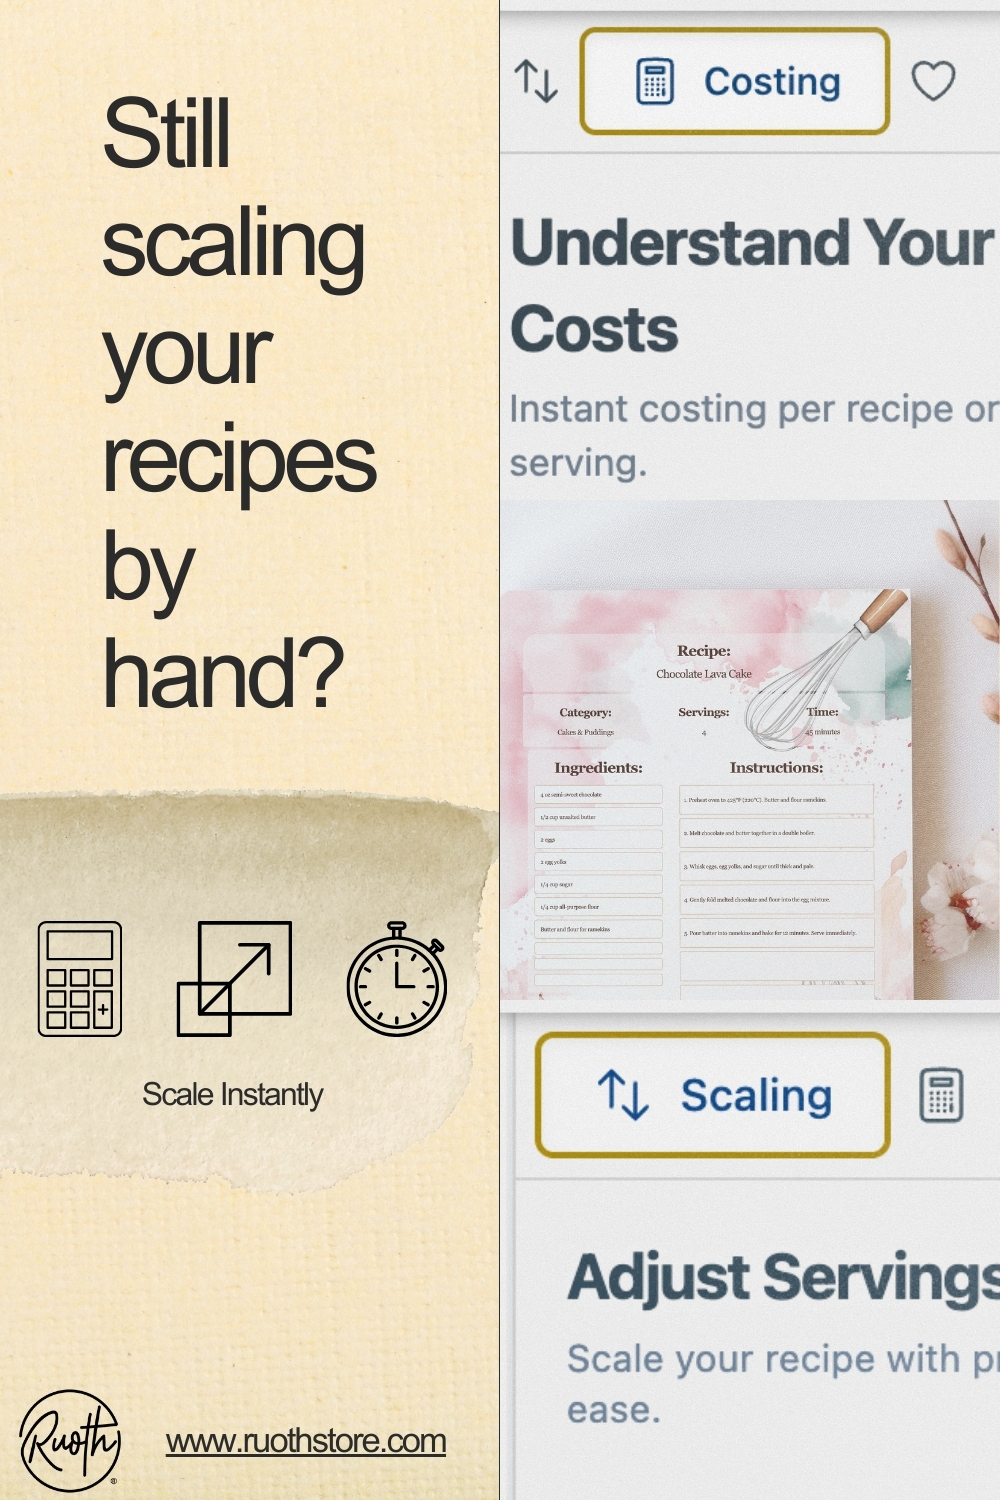 Still
scaling
your
recipes
by
hand?
Scale Instantly
Ruoth
®
www.ruothstore.com
Costing
Understand Your
Costs
Instant costing per recipe or
serving.
Recipe:
Chocolate Lava Cake
Category:
Servings:
Time:
Cakes & Puddings
4
45 minutes
Ingredients:
4 oz semi-sweet chocolate
1/2 cup unsalted butter
2 eggs
2 egg yolks
1/4 cup sugar
1/4 cup all-purpose flour
Butter and flour for ramekins
Instructions:
1. Preheat oven to 425°F (220°C). Butter and flour ramekins
2. Melt chocolate and butter together in a double boiler.
3. Whisk eggs, egg yolks, and sugar until thick and pale.
4. Gently fold melted chocolate and flour into the egg mixture.
5. Pour batter into ramekins and bake for 12 minutes. Serve immediately.
Scaling
Adjust Servings
Scale your recipe with pr
ease.